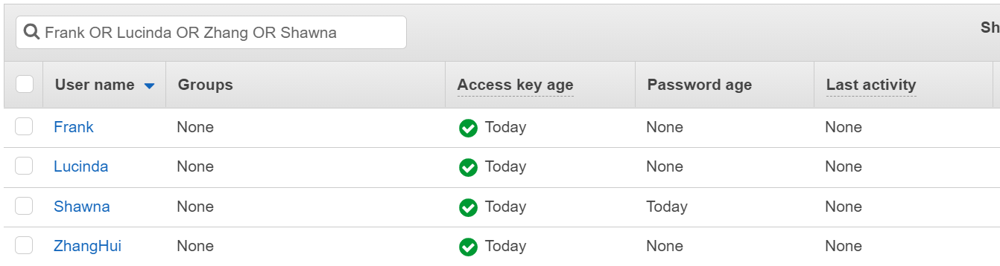 Frank OR Lucinda OR Zhang OR Shawna
Sh
User name Groups Access key age Password age Last activity
Frank None Today None None
Lucinda None Today None None
Shawna None Today Today None
ZhangHui None Today None None